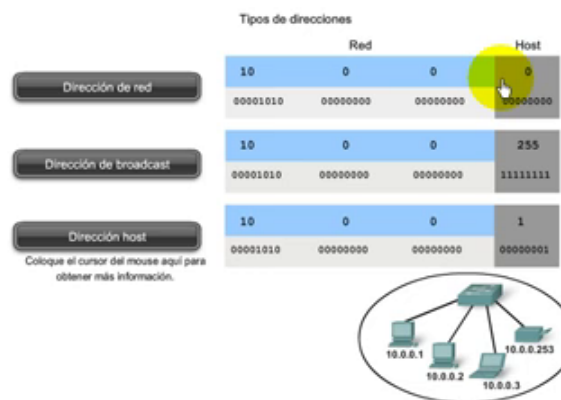 Tipos de direcciones
Red Host
Dirección de red
10 0 0 0
00001010 00000000 00000000 00000000
Dirección de broadcast
10 0 0 255
00001010 00000000 00000000 11111111
Dirección host
10 0 0 1
00001010 00000000 00000000 00000001
Coloque el cursor del mouse aquí para
obtener más información.
10.0.0.1
10.0.0.2
10.0.0.3
10.0.0.253